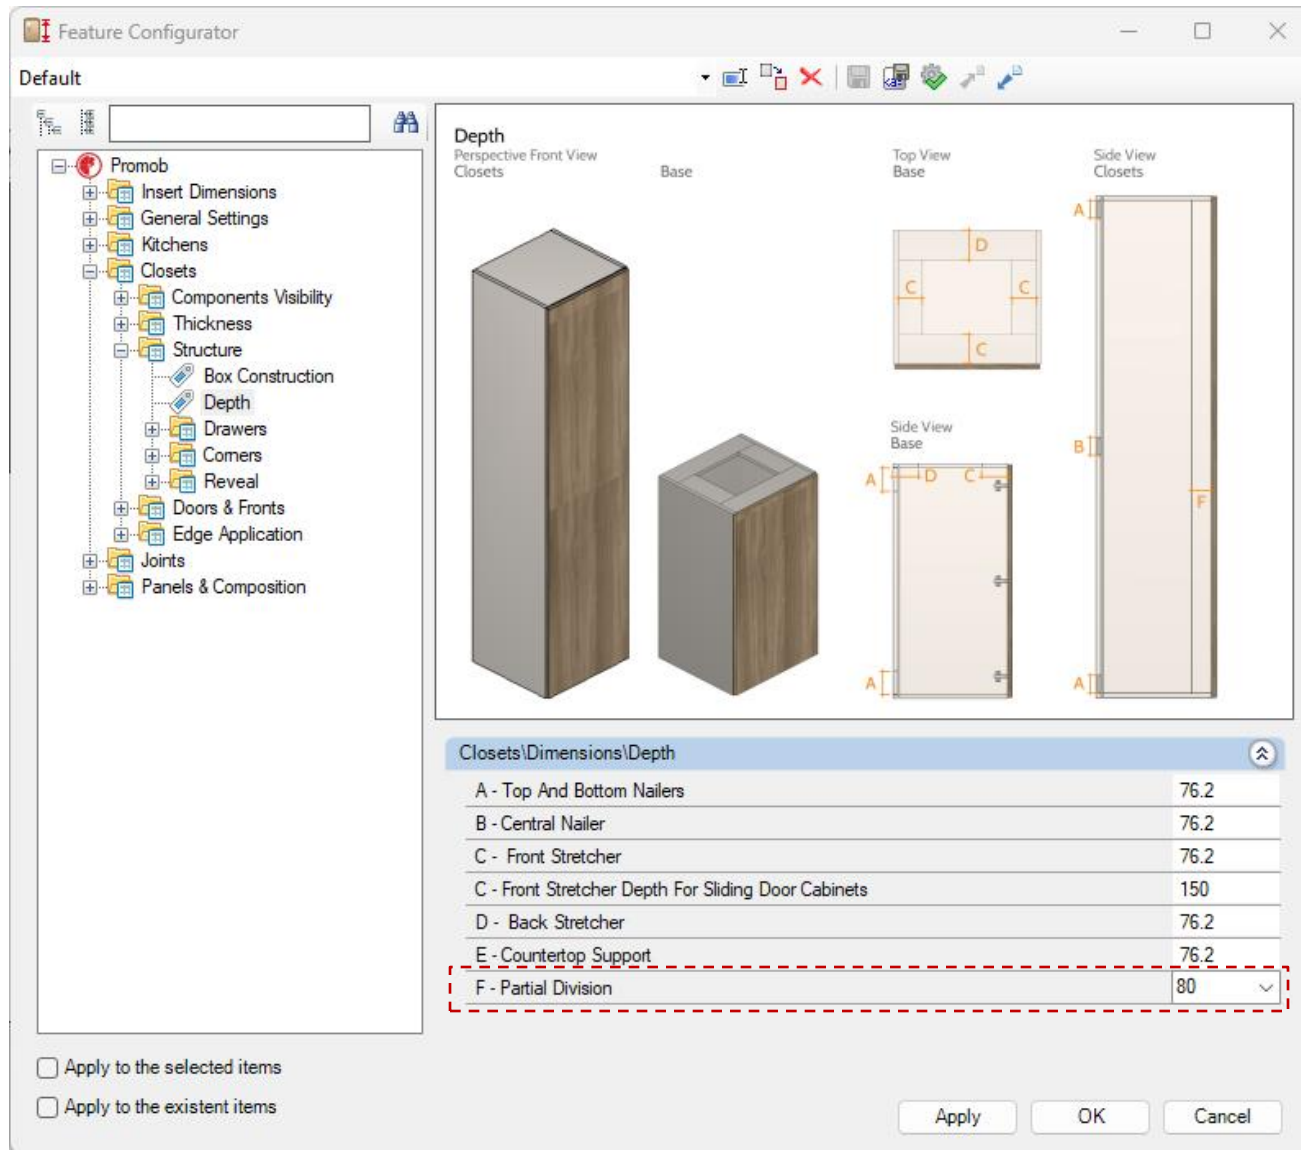 Feature Configurator
Default
Promob
Insert Dimensions
General Settings
Kitchens
Closets
Components Visibility
Thickness
Structure
Box Construction
Depth
Drawers
Corners
Reveal
Doors & Fronts
Edge Application
Joints
Panels & Composition
Depth
Perspective Front View
Closets
Base
Top View
Base
Side View
Closets
D
C
C
C
A
B
F
A
Side View
Base
A
D
C
A
Closets\Dimensions\Depth
A - Top And Bottom Nailers 76.2
B - Central Nailer 76.2
C - Front Stretcher 76.2
C - Front Stretcher Depth For Sliding Door Cabinets 150
D - Back Stretcher 76.2
E - Countertop Support 76.2
F - Partial Division 80
Apply to the selected items
Apply to the existent items
Apply OK Cancel